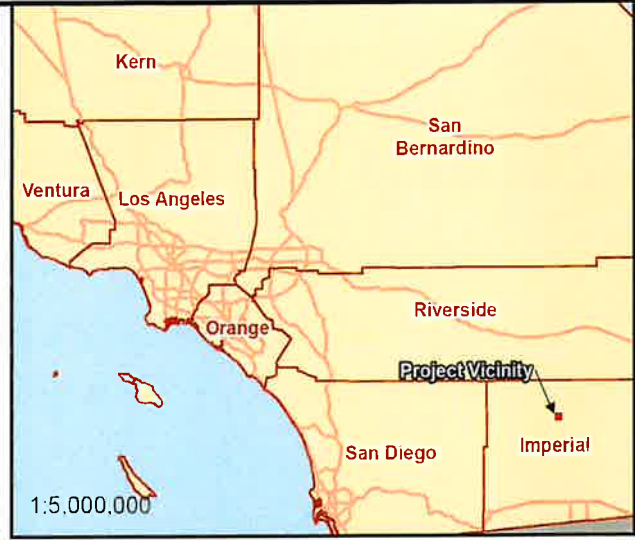 Kern
San
Bernardino
Ventura
Los Angeles
Riverside
Orange
Project Vicinity
San Diego
Imperial
1:5,000,000